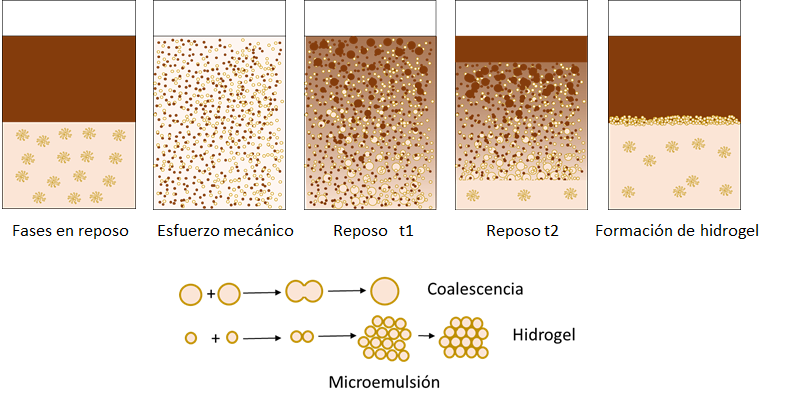 Fases en reposo
Esfuerzo mecánico
Reposo t1
Reposo t2
Formación de hidrogel
+
Coalescencia
+
Hidrogel
Microemulsión